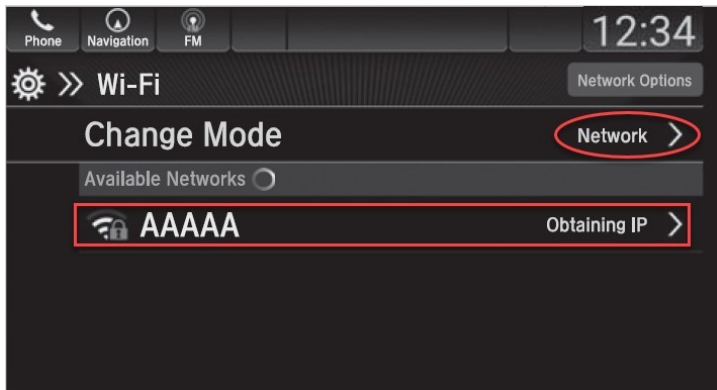 Phone Navigation FM 12:34
Wi-Fi Network Options
Change Mode Network
Available Networks
AAAAA Obtaining IP